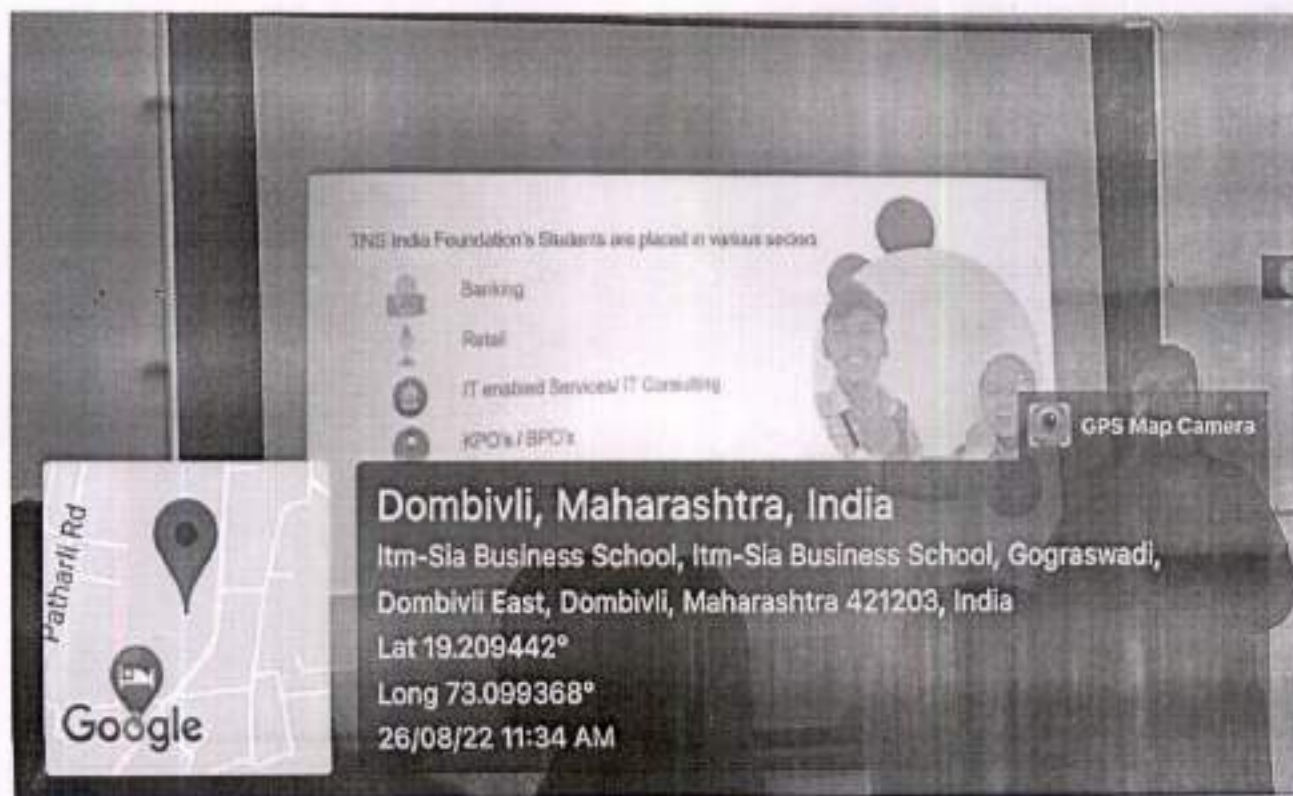 TNS India Foundation's Students are placed in various sectors
Banking
Retail
IT enabled Services/ IT Consulting
KPO's / BPO's
GPS Map Camera
Patharli Rd
Google
Dombivli, Maharashtra, India
Itm-Sia Business School, Itm-Sia Business School, Gograswadi,
Dombivli East, Dombivli, Maharashtra 421203, India
Lat 19.209442°
Long 73.099368°
26/08/22 11:34 AM